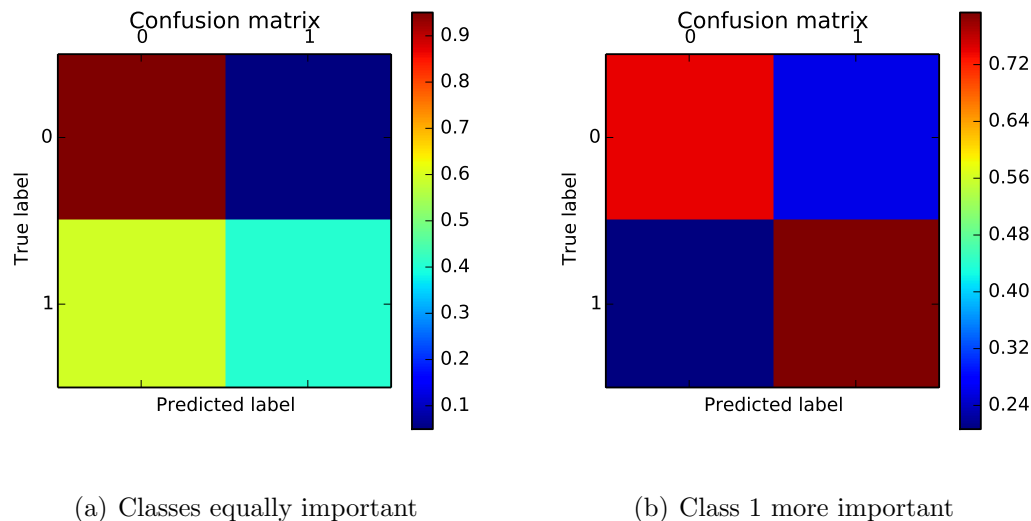 Confusion matrix
0 1
0
1
True label
Predicted label
0.9
0.8
0.7
0.6
0.5
0.4
0.3
0.2
0.1
(a) Classes equally important
Confusion matrix
0 1
0
1
True label
Predicted label
0.72
0.64
0.56
0.48
0.40
0.32
0.24
(b) Class 1 more important